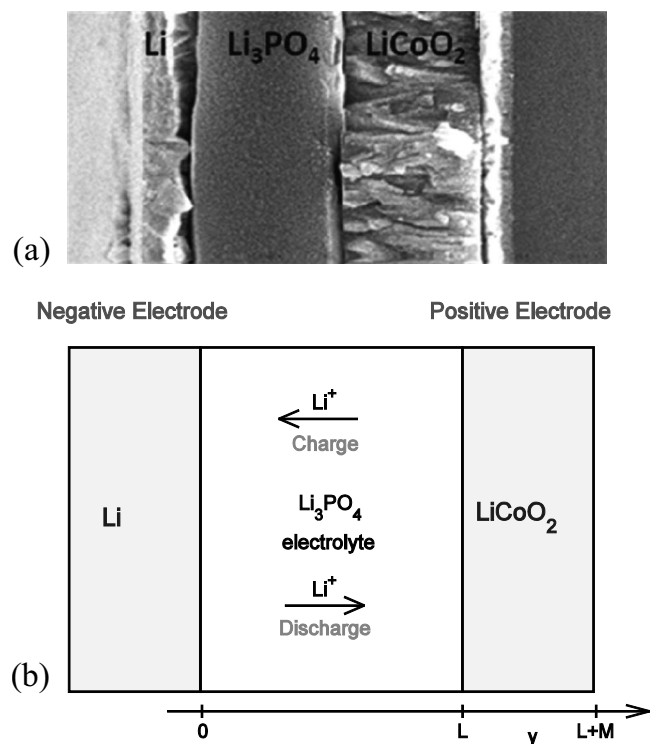 Li Li₃PO₄ LiCoO₂
(a)
Negative Electrode Positive Electrode
Li⁺
Charge
Li Li₃PO₄ LiCoO₂
electrolyte
Li⁺
Discharge
(b)
0 L y L+M